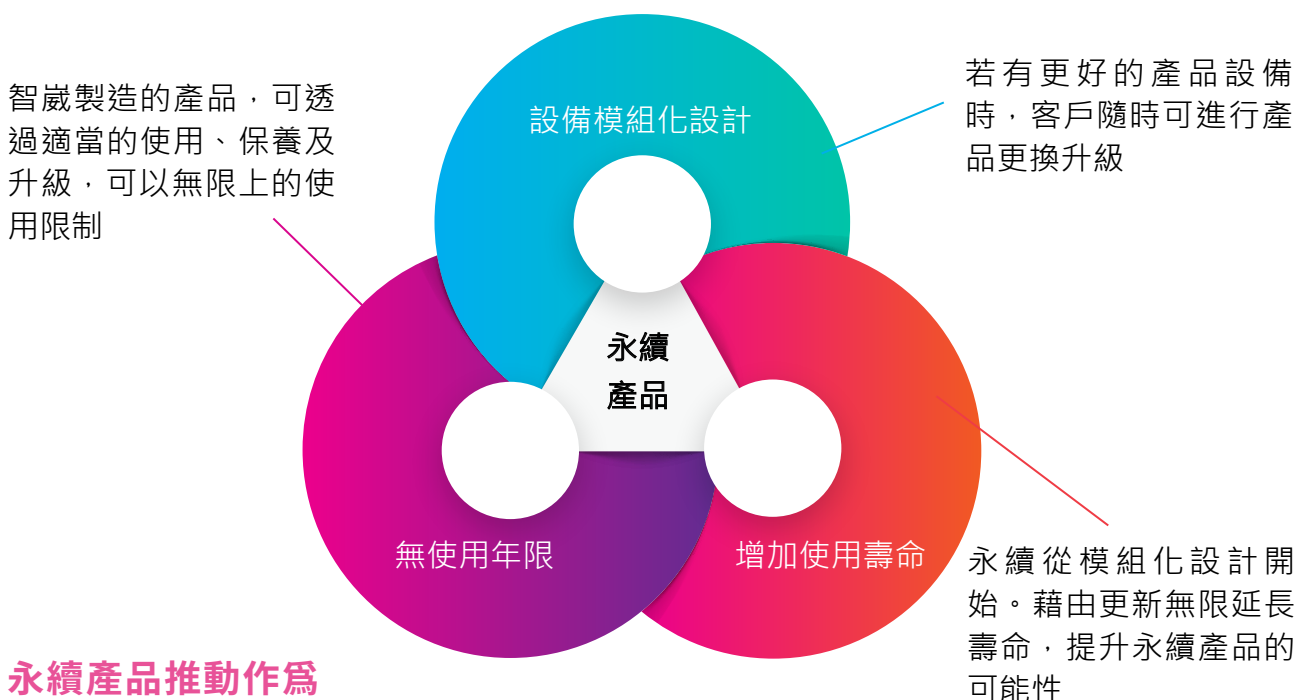 智崴製造的產品，可透
過適當的使用、保養及
升級，可以無限上的使
用限制
設備模組化設計
若有更好的產品設備
時，客戶隨時可進行產
品更換升級
永續
產品
無使用年限
增加使用壽命
永續從模組化設計開
始。藉由更新無限延長
壽命，提升永續產品的
可能性
永續產品推動作爲